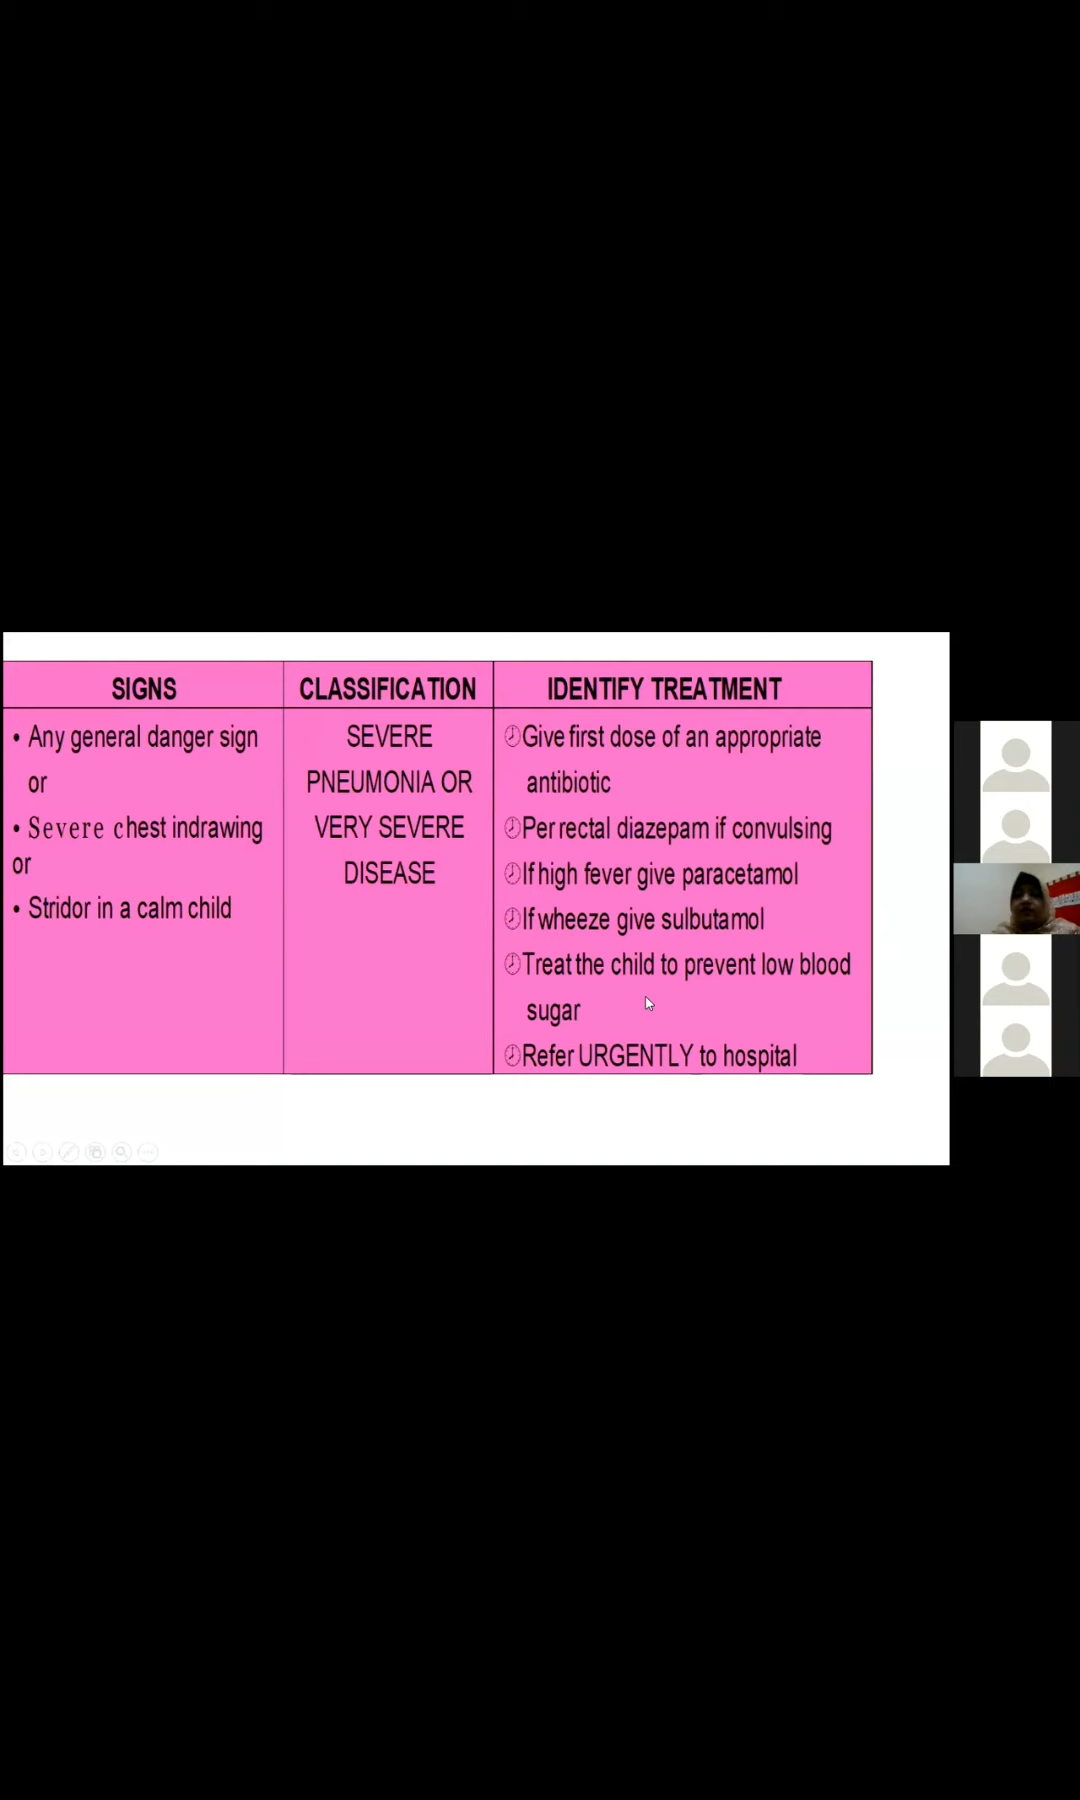 SIGNS
• Any general danger sign
or
• Severe chest indrawing
or
• Stridor in a calm child
CLASSIFICATION
SEVERE
PNEUMONIA OR
VERY SEVERE
DISEASE
IDENTIFY TREATMENT
Give first dose of an appropriate
antibiotic
Per rectal diazepam if convulsing
If high fever give paracetamol
If wheeze give sulbutamol
Treat the child to prevent low blood
sugar
Refer URGENTLY to hospital